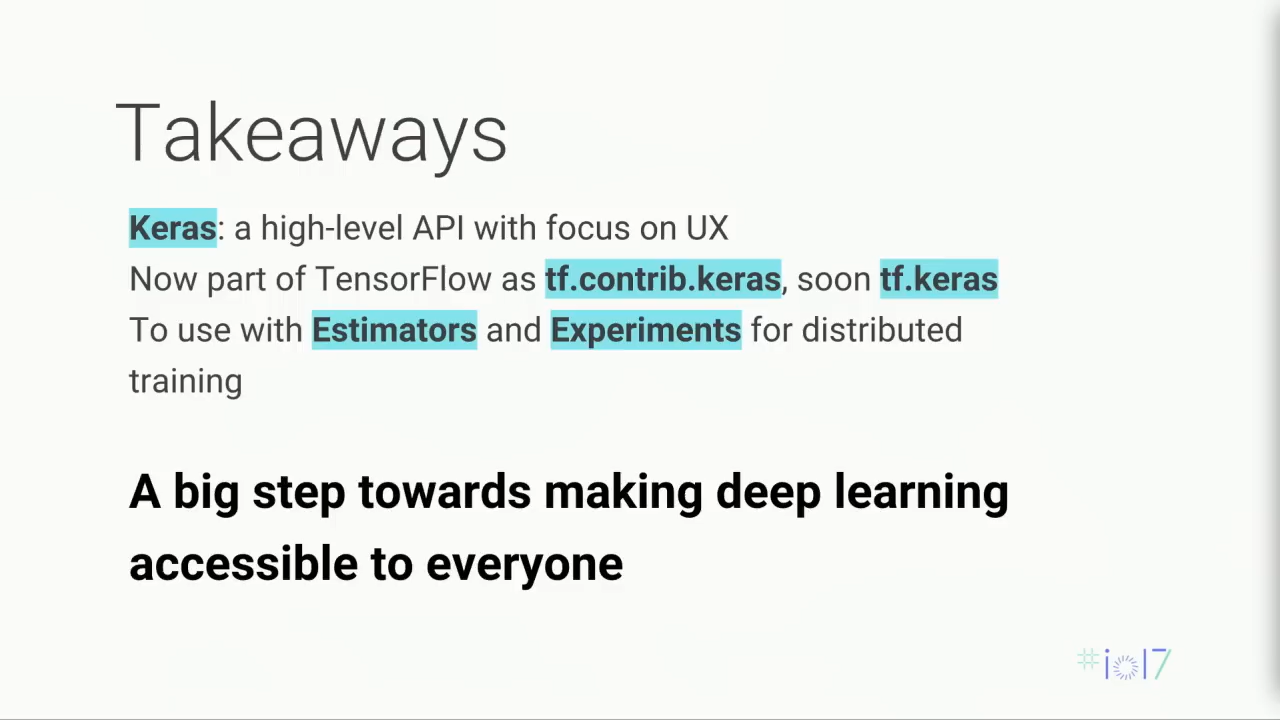 Takeaways
Keras: a high-level API with focus on UX
Now part of TensorFlow as tf.contrib.keras, soon tf.keras
To use with Estimators and Experiments for distributed
training
A big step towards making deep learning
accessible to everyone
#io17